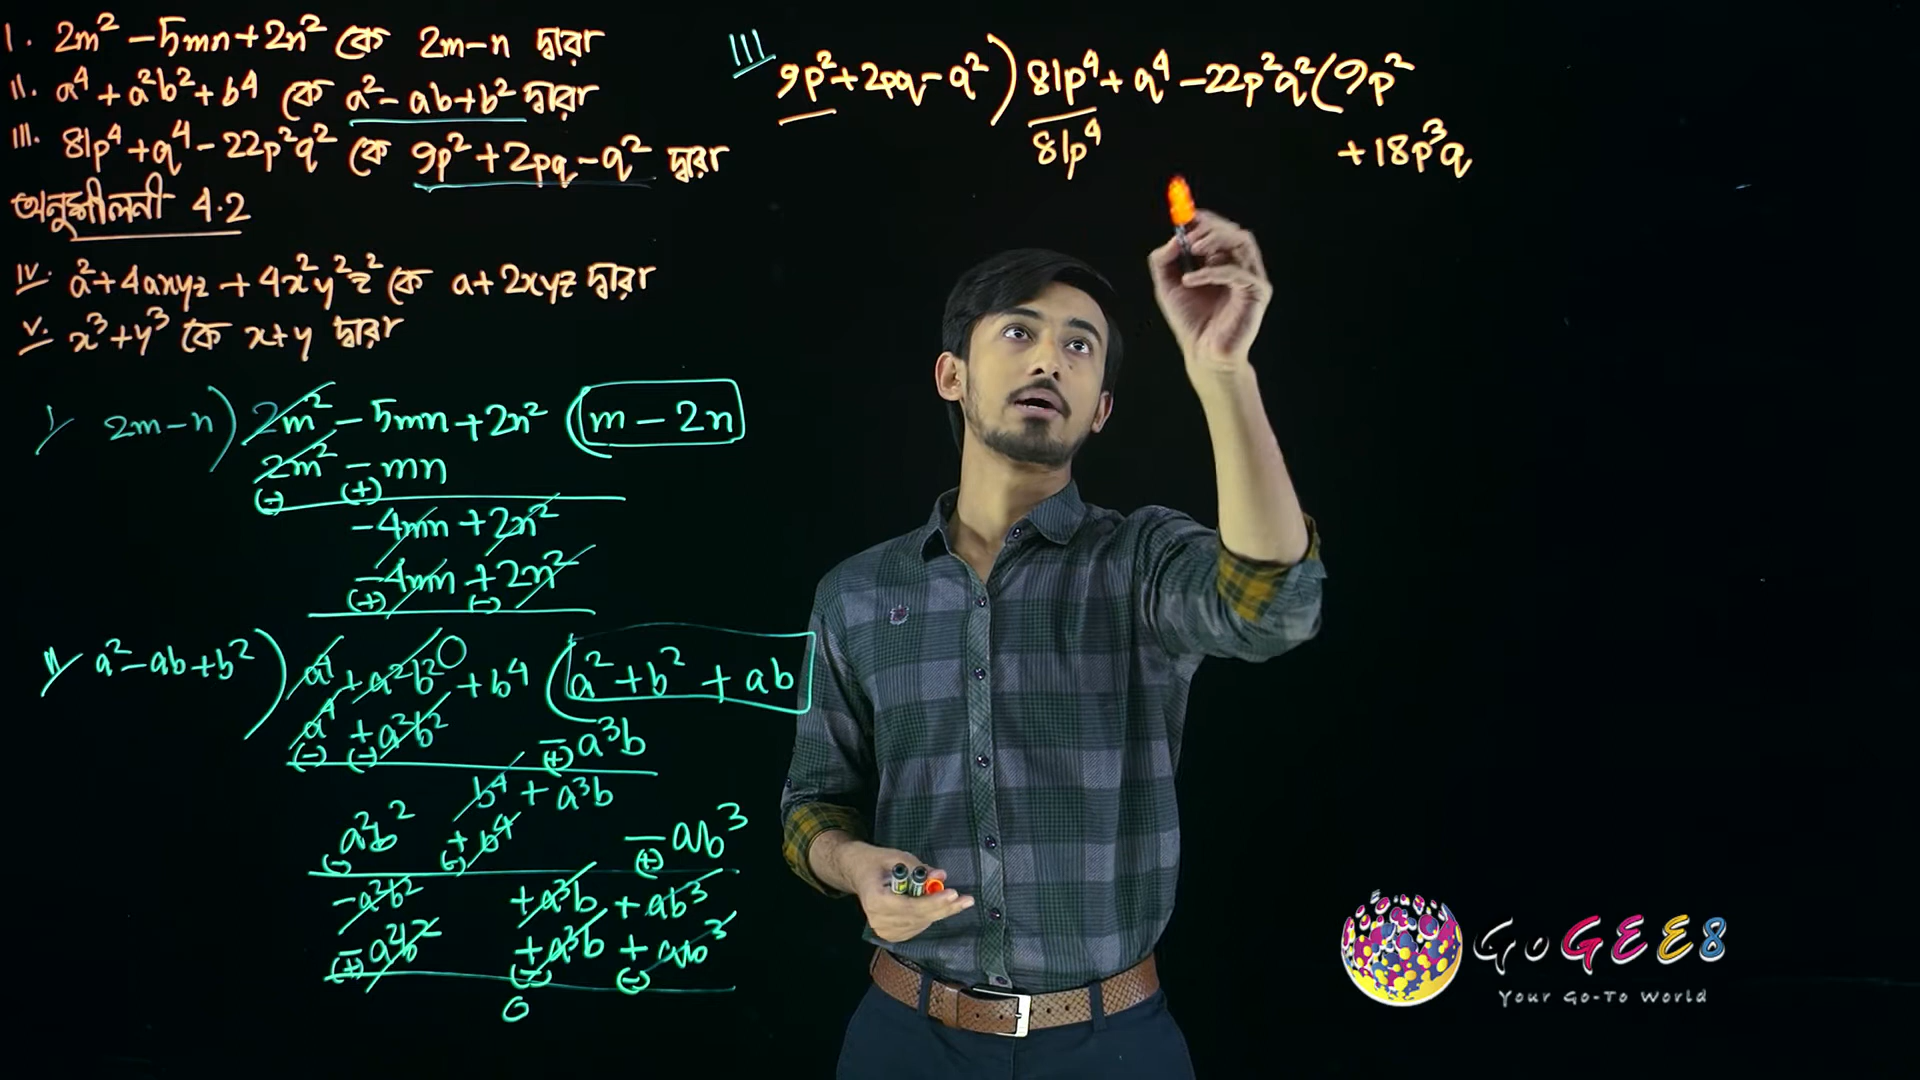 I. 2m² - 5mn + 2n² কে 2m - n দ্বারা
II. a⁴ + a²b² + b⁴ কে a² - ab + b² দ্বারা
III. 81p⁴ + q⁴ - 22p²q² কে 9p² + 2pq - q² দ্বারা
অনুশীলনী 4.2
IV. a² + 4axyz + 4x²y²z² কে a + 2xyz দ্বারা
V. x³ + y³ কে x + y দ্বারা
i) 2m - n ) 2m² - 5mn + 2n² ( m - 2n
2m² - mn
(-) (+)
-4mn + 2n²
-4mn + 2n²
(+) (-)
ii) a² - ab + b² ) a⁴ + a²b² + b⁴ ( a² + b² + ab
0
a⁴ + a²b² - a³b
(-) (-) (+)
b⁴ + a³b
a²b² + b⁴ - ab³
(-) (-) (+)
-a²b² + a³b + ab³
-a²b² + a³b + ab³
(+) (-) (-)
0
III 9p² + 2pq - q² ) 81p⁴ + q⁴ - 22p²q² ( 9p²
81p⁴ + 18p³q
GOGEE8
Your Go-To World